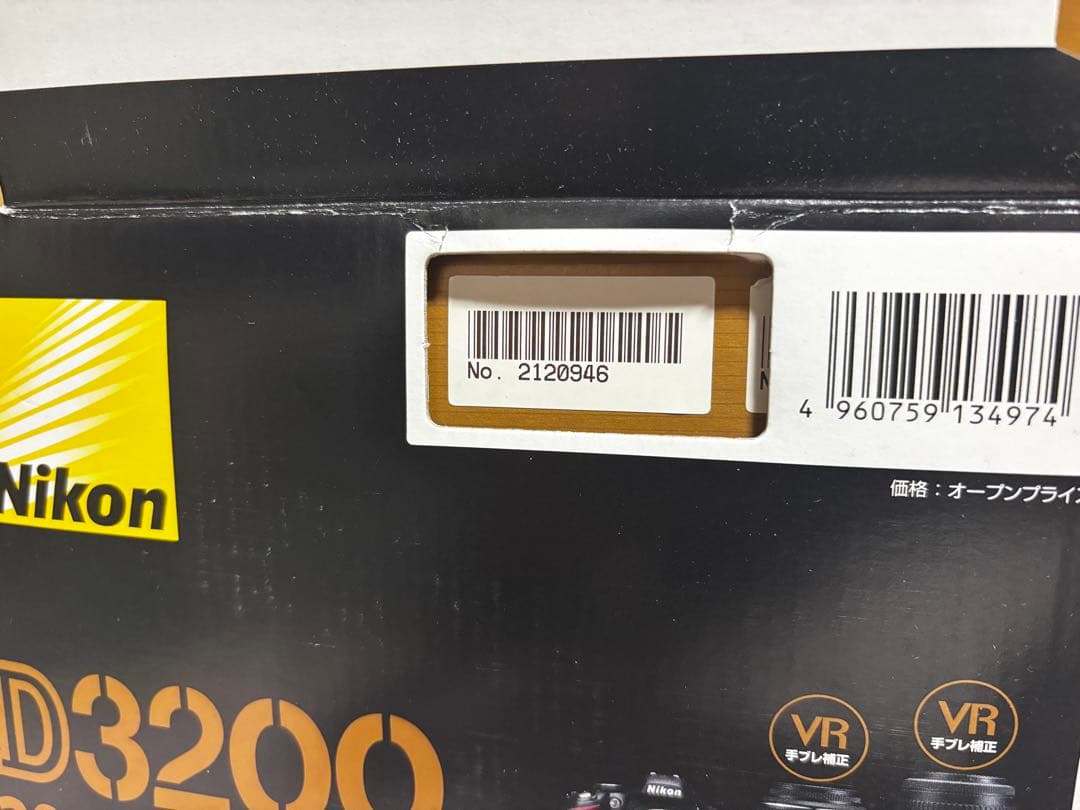 No. 2120946
4 960759 134974
価格：オープンプライス
Nikon
D3200
VR
手ブレ補正
VR
手ブレ補正
Nikon